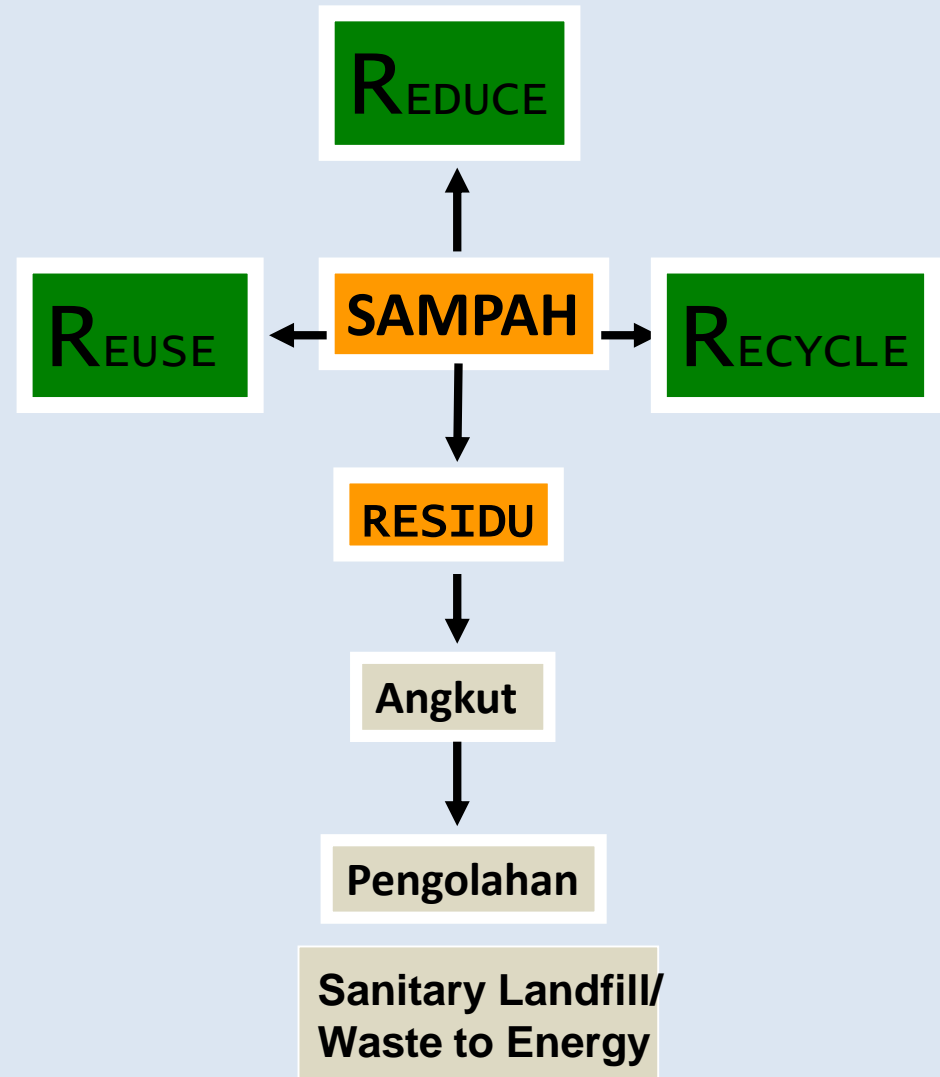 REDUCE
REUSE
SAMPAH
RECYCLE
RESIDU
Angkut
Pengolahan
Sanitary Landfill/
Waste to Energy